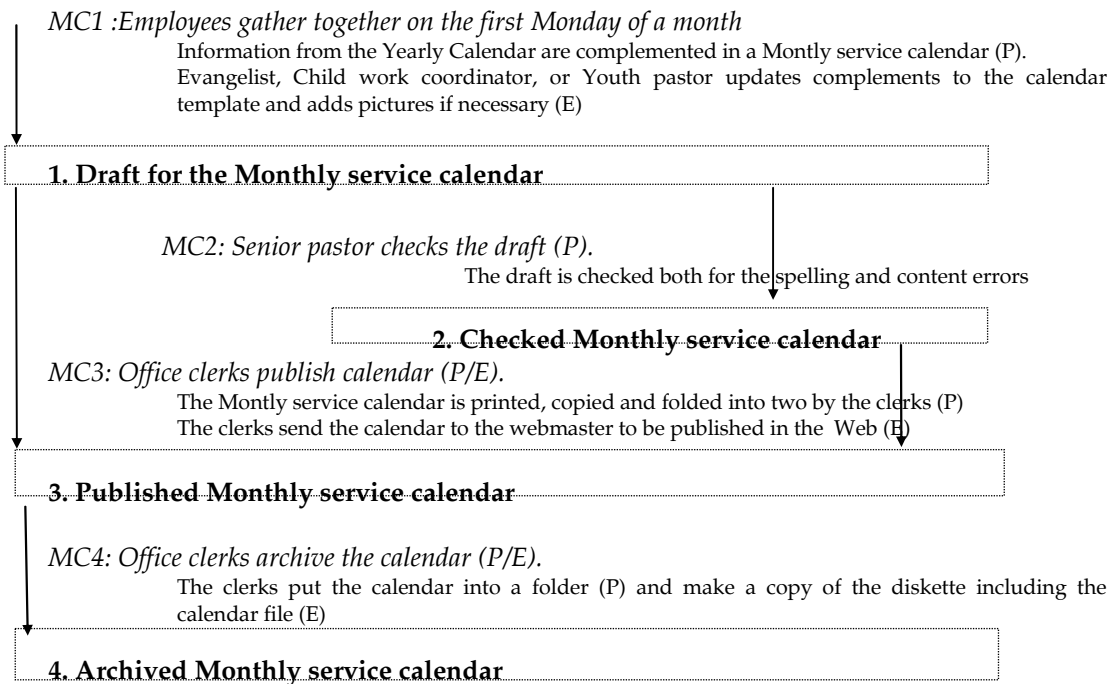 MC1 :Employees gather together on the first Monday of a month
Information from the Yearly Calendar are complemented in a Montly service calendar (P).
Evangelist, Child work coordinator, or Youth pastor updates complements to the calendar
template and adds pictures if necessary (E)
1. Draft for the Monthly service calendar
MC2: Senior pastor checks the draft (P).
The draft is checked both for the spelling and content errors
2. Checked Monthly service calendar
MC3: Office clerks publish calendar (P/E).
The Montly service calendar is printed, copied and folded into two by the clerks (P)
The clerks send the calendar to the webmaster to be published in the Web (E)
3. Published Monthly service calendar
MC4: Office clerks archive the calendar (P/E).
The clerks put the calendar into a folder (P) and make a copy of the diskette including the
calendar file (E)
4. Archived Monthly service calendar